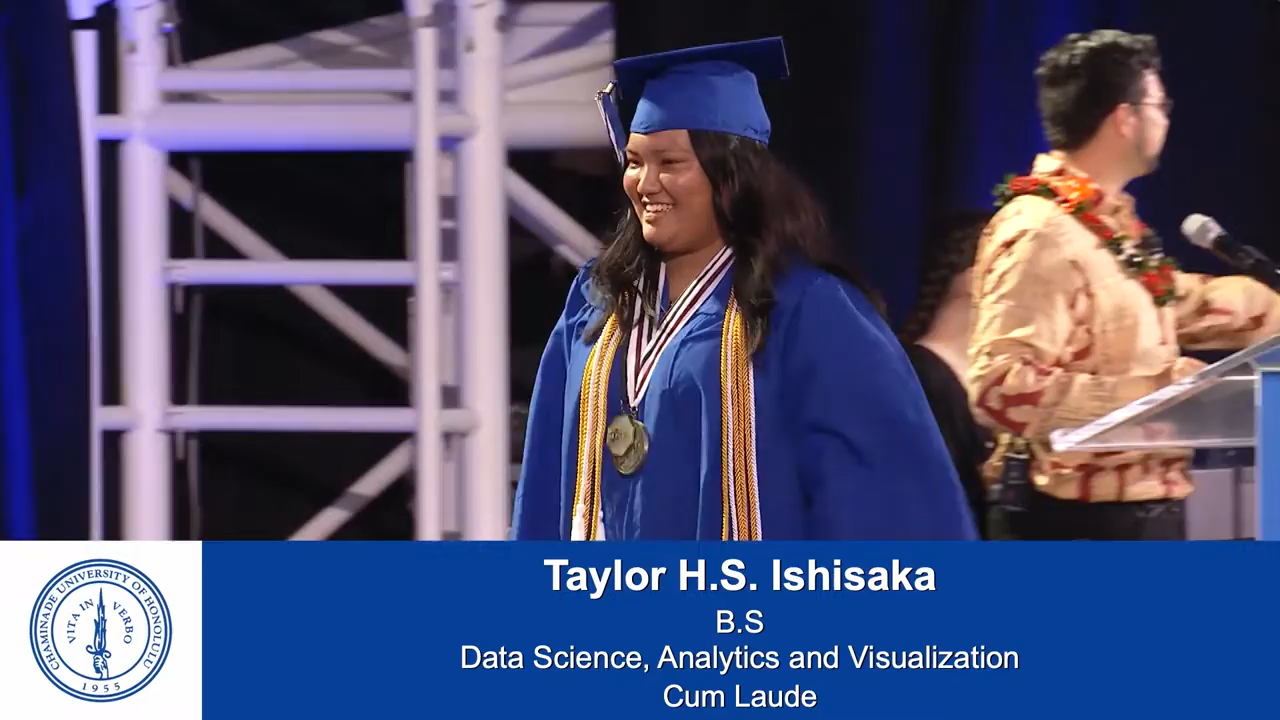 Taylor H.S. Ishisaka
B.S
Data Science, Analytics and Visualization
Cum Laude
CHAMINADE UNIVERSITY OF HONOLULU
VITA IN VERBO
1955